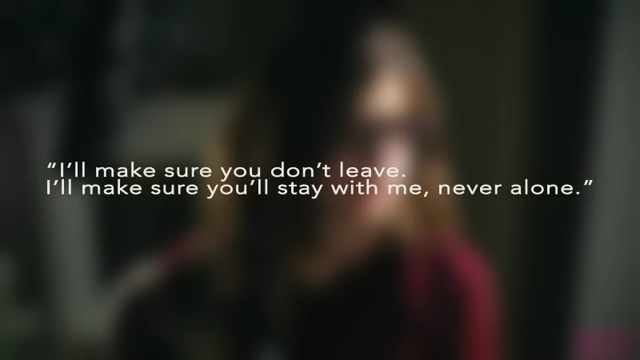 “I’ll make sure you don’t leave.
I’ll make sure you’ll stay with me, never alone.”